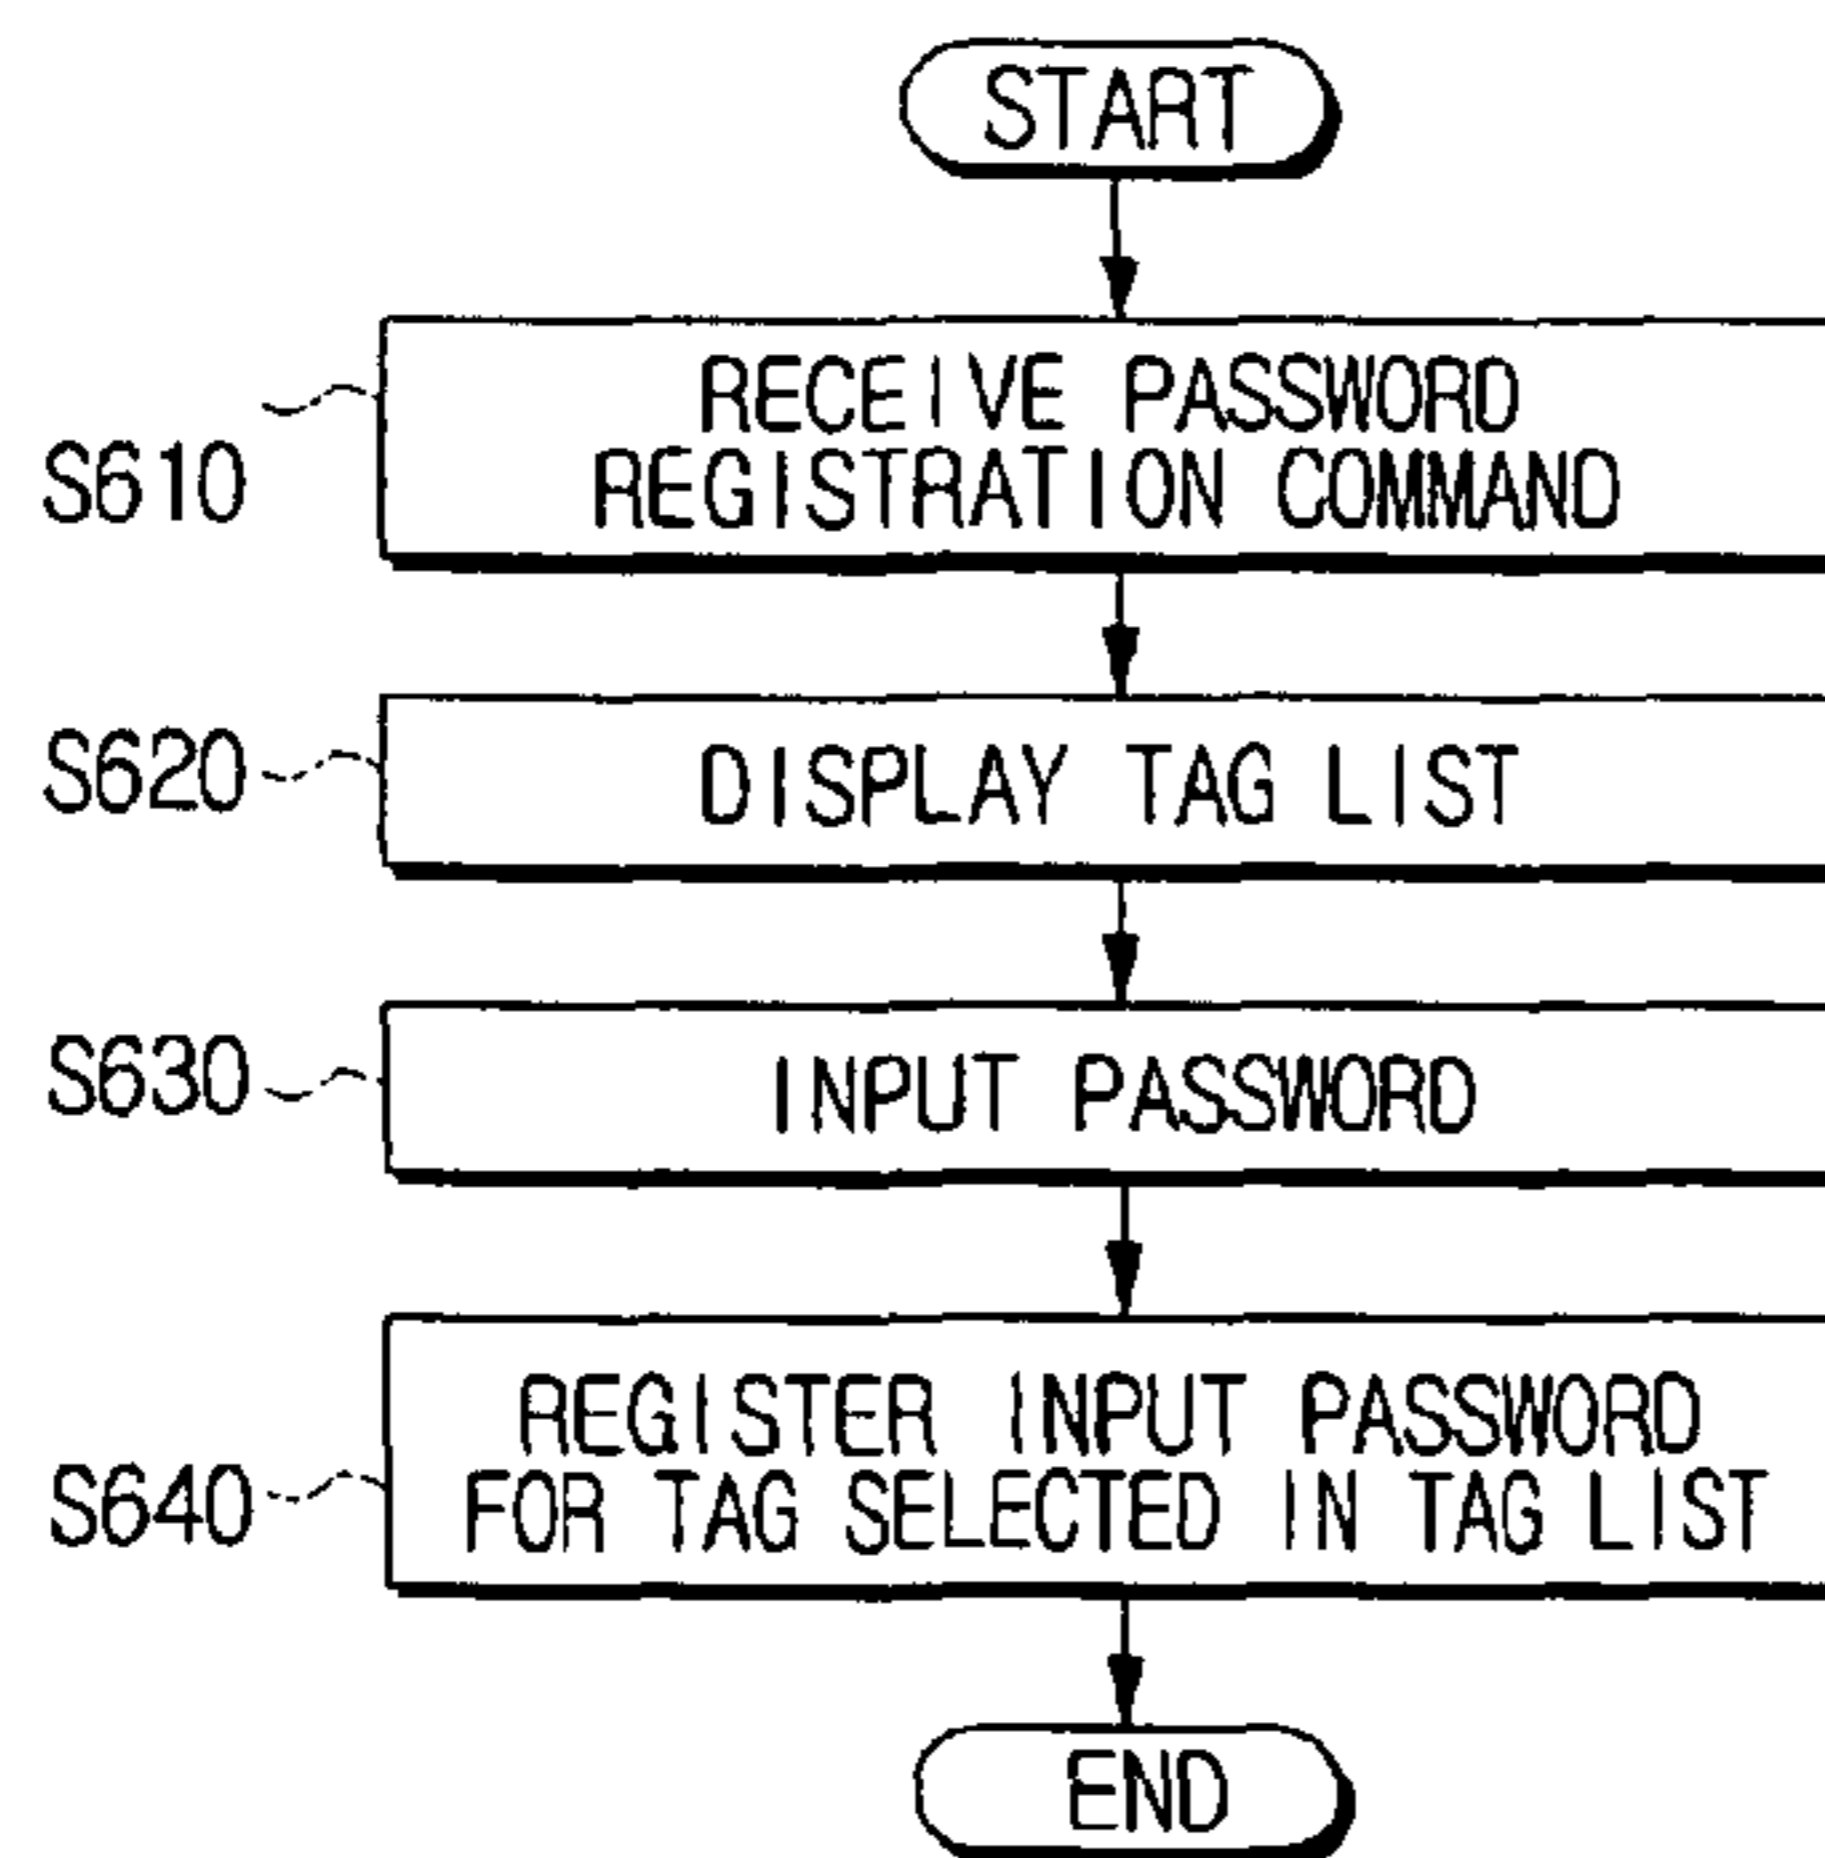 START
RECEIVE PASSWORD
REGISTRATION COMMAND
S610
S620
DISPLAY TAG LIST
S630
INPUT PASSWORD
REGISTER INPUT PASSWORD
FOR TAG SELECTED IN TAG LIST
S640
END